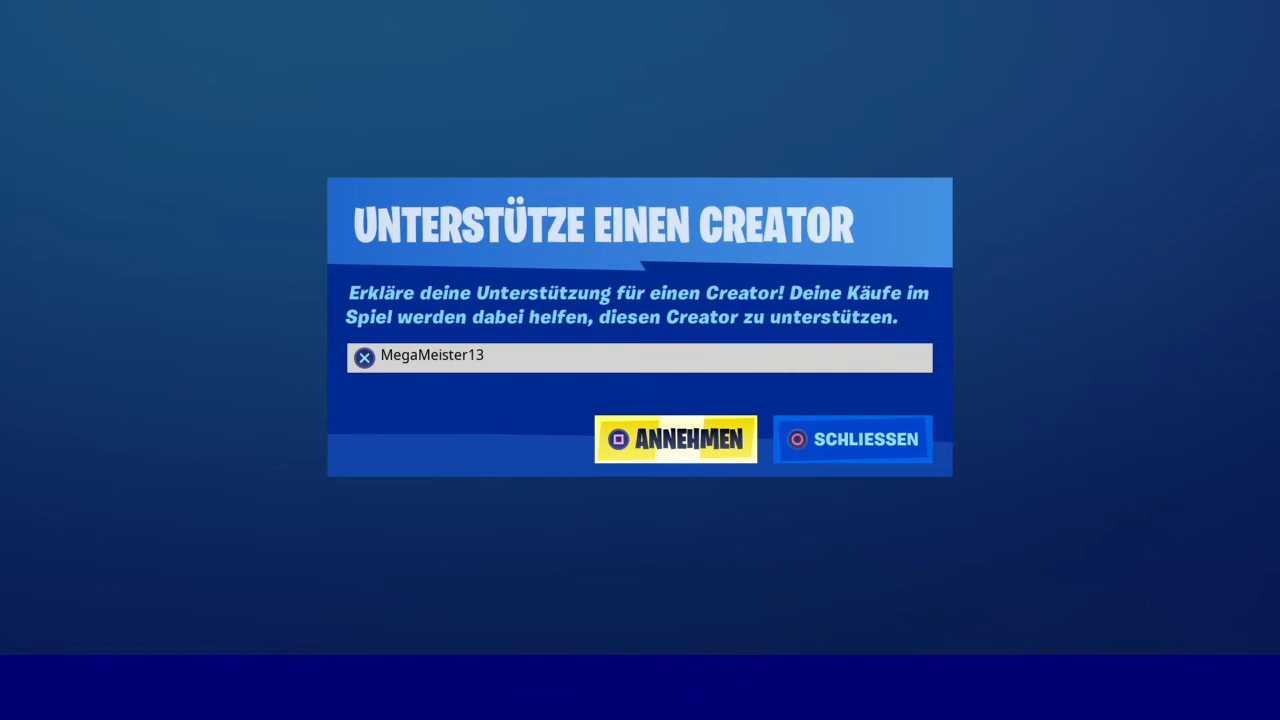 UNTERSTÜTZE EINEN CREATOR
Erkläre deine Unterstützung für einen Creator! Deine Käufe im
Spiel werden dabei helfen, diesen Creator zu unterstützen.
MegaMeister13
ANNEHMEN
SCHLIESSEN